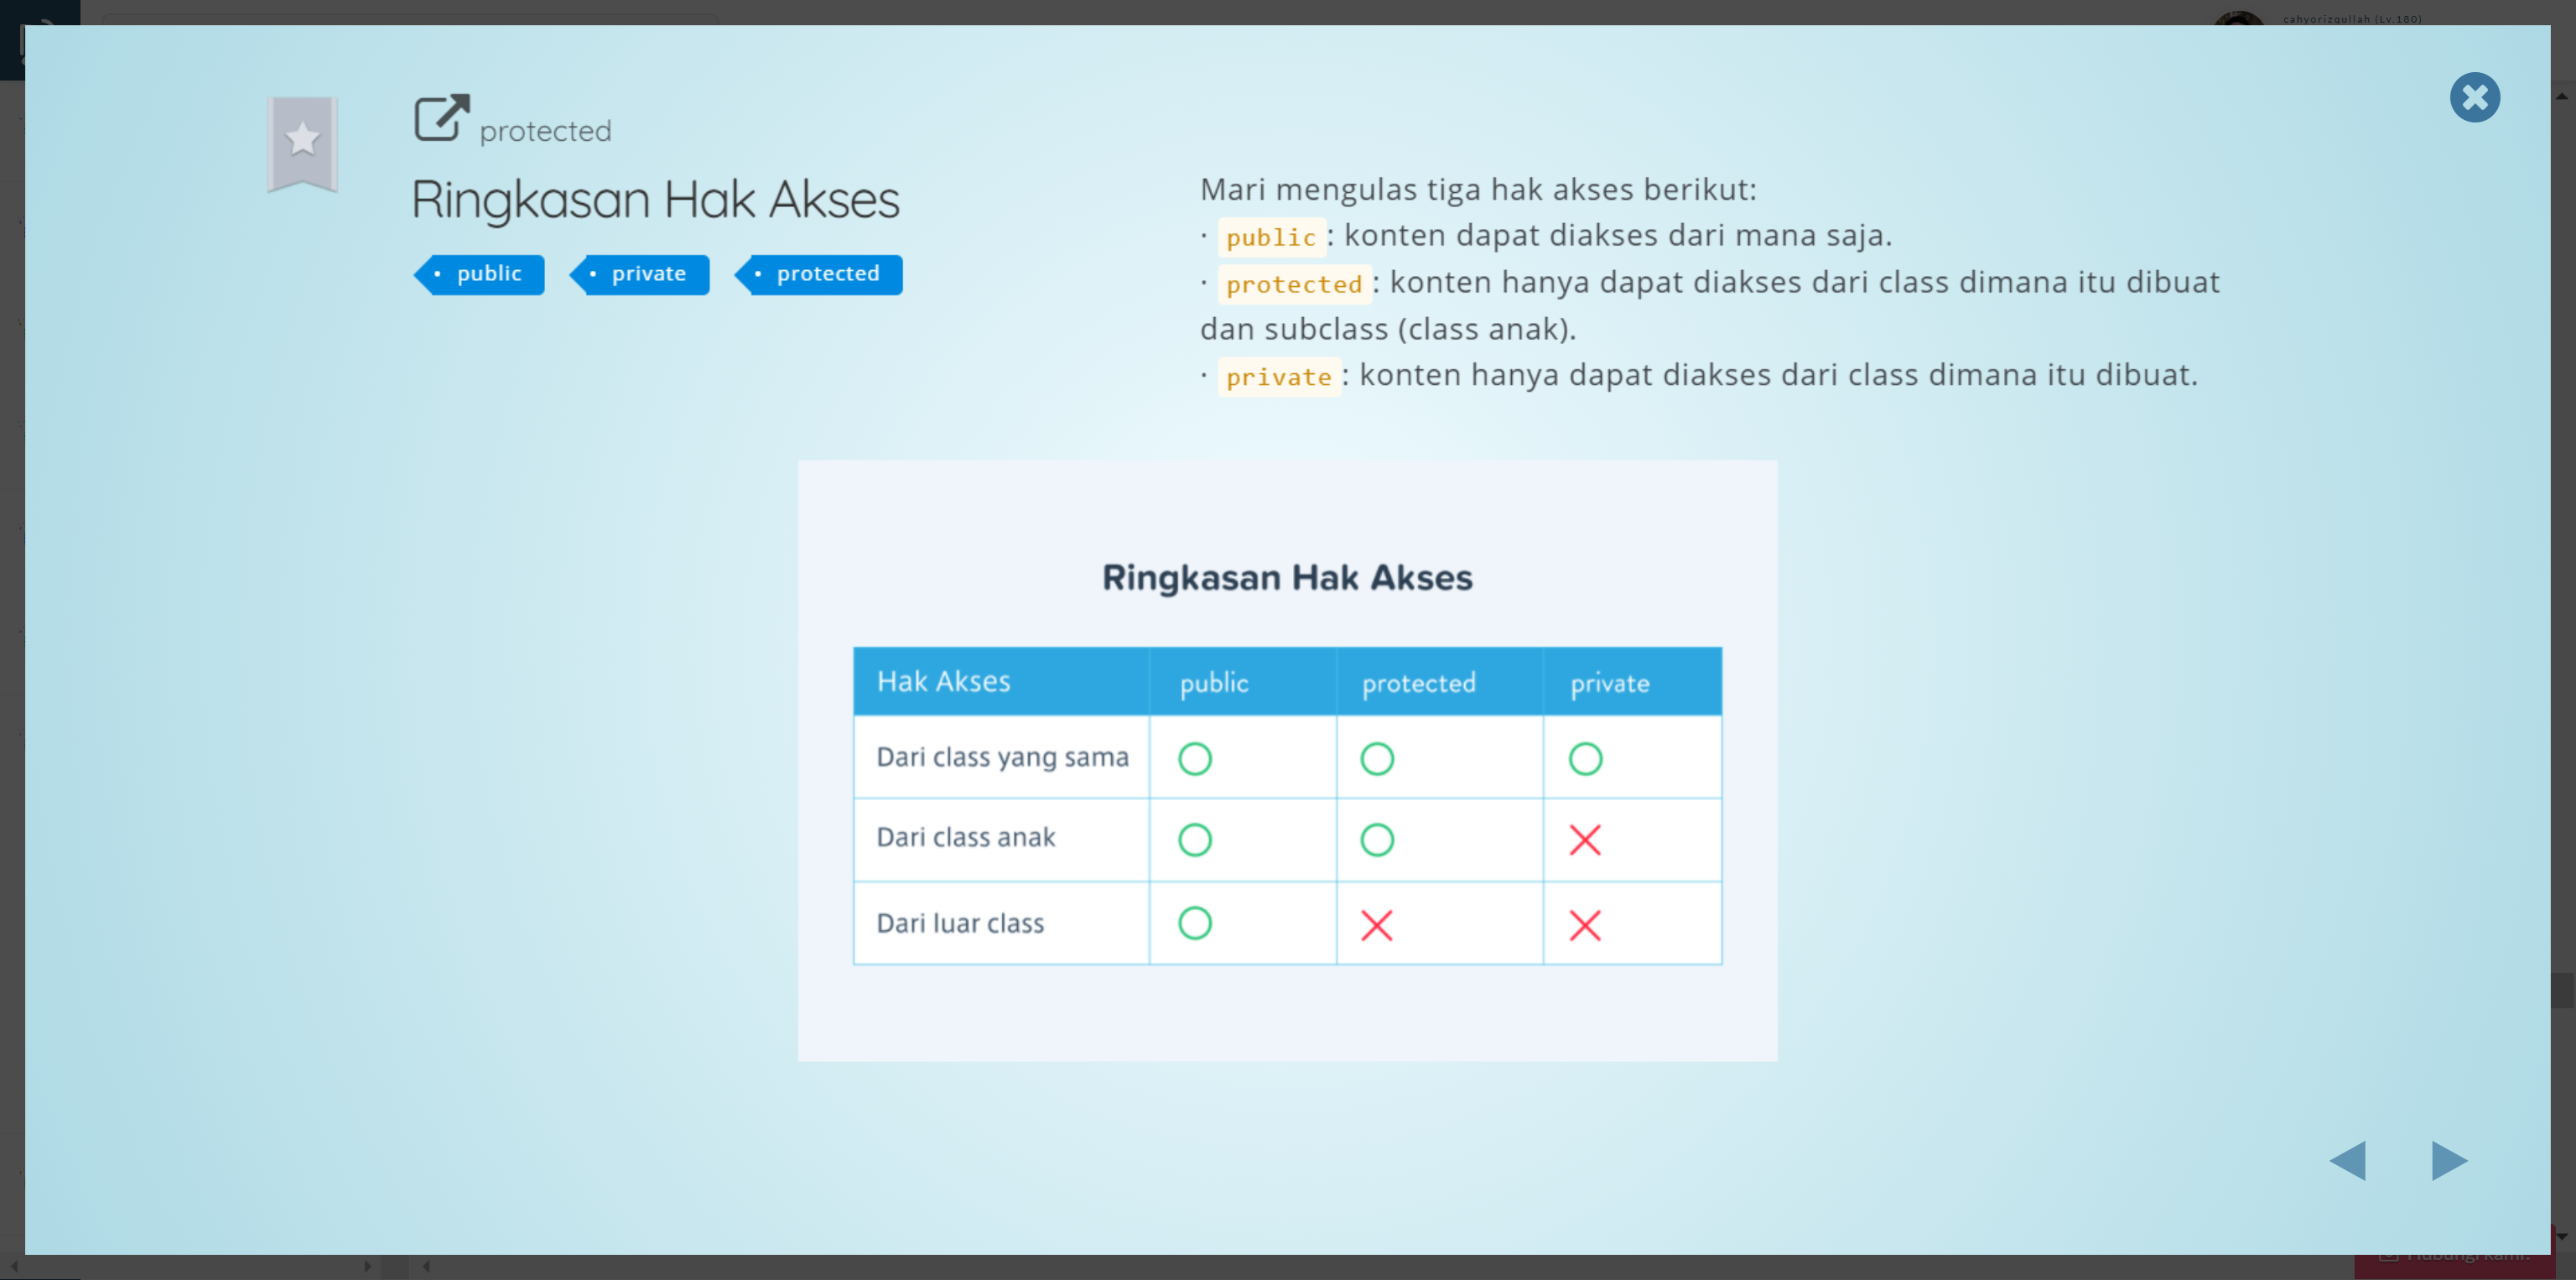 cahyorizqullah (Lv.180)
protected
Ringkasan Hak Akses
• public • private • protected
Mari mengulas tiga hak akses berikut:
· public: konten dapat diakses dari mana saja.
· protected: konten hanya dapat diakses dari class dimana itu dibuat
dan subclass (class anak).
· private: konten hanya dapat diakses dari class dimana itu dibuat.
Ringkasan Hak Akses
Hak Akses public protected private
Dari class yang sama
Dari class anak
Dari luar class
Hubungi kami!